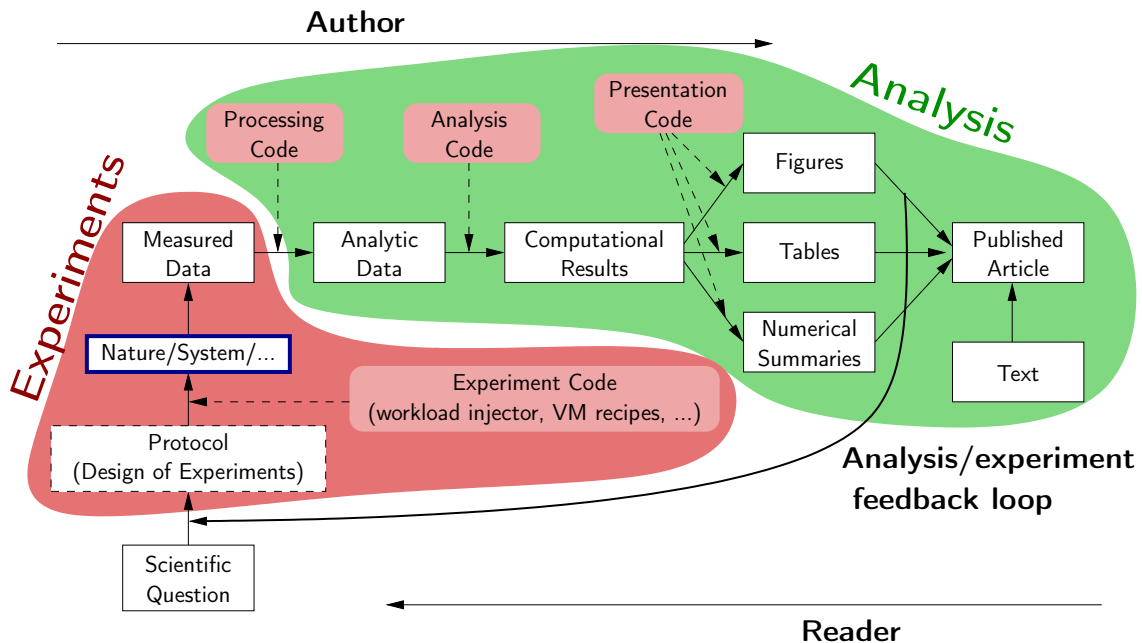 Author
Analysis
Presentation
Code
Processing
Code
Analysis
Code
Figures
Experiments
Measured
Data
Analytic
Data
Computational
Results
Tables
Published
Article
Nature/System/...
Numerical
Summaries
Text
Experiment Code
(workload injector, VM recipes, ...)
Protocol
(Design of Experiments)
Analysis/experiment
feedback loop
Scientific
Question
Reader